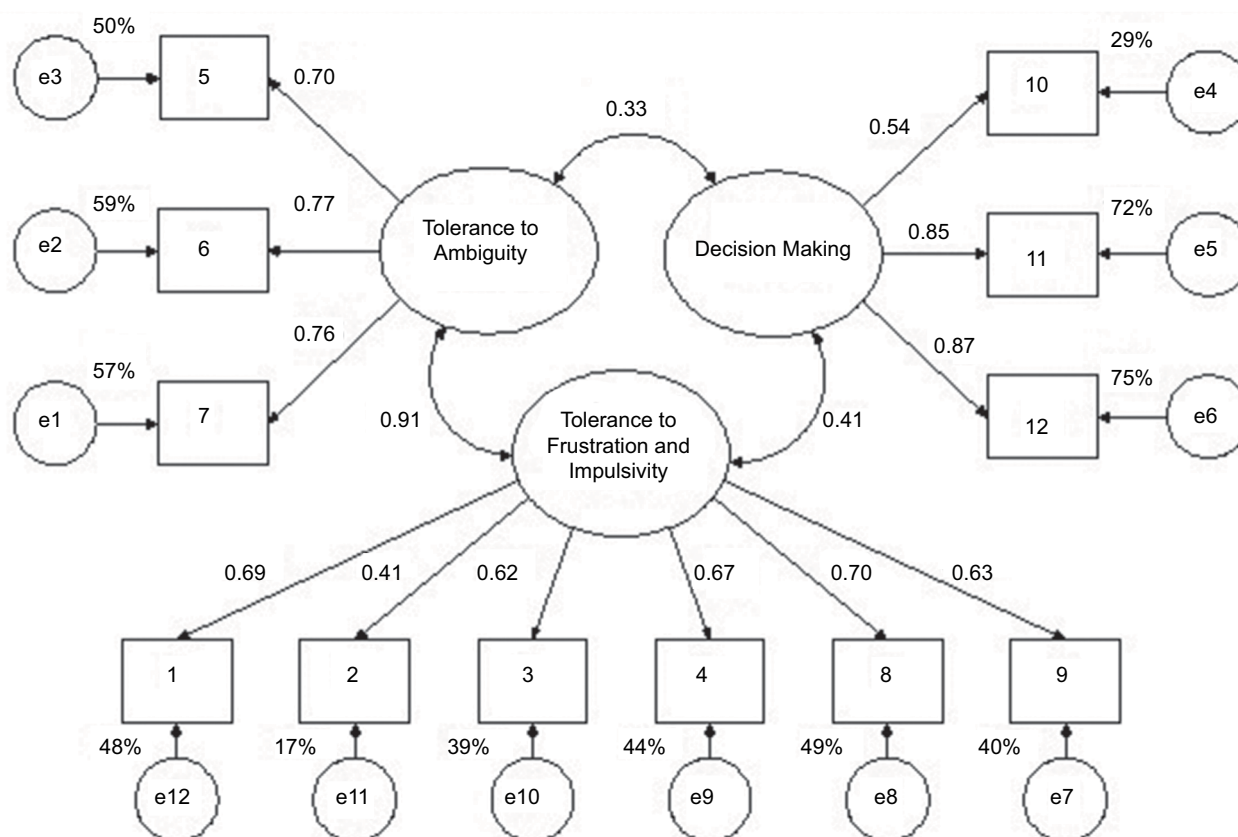 50%
29%
e3
5
0.70
10
e4
0.33
0.54
59%
0.77
72%
e2
6
Tolerance to
Ambiguity
Decision Making
0.85
11
e5
57%
0.76
0.87
75%
e1
7
0.91
Tolerance to
Frustration and
Impulsivity
0.41
12
e6
0.69
0.41
0.62
0.67
0.70
0.63
1
2
3
4
8
9
48%
17%
39%
44%
49%
40%
e12
e11
e10
e9
e8
e7